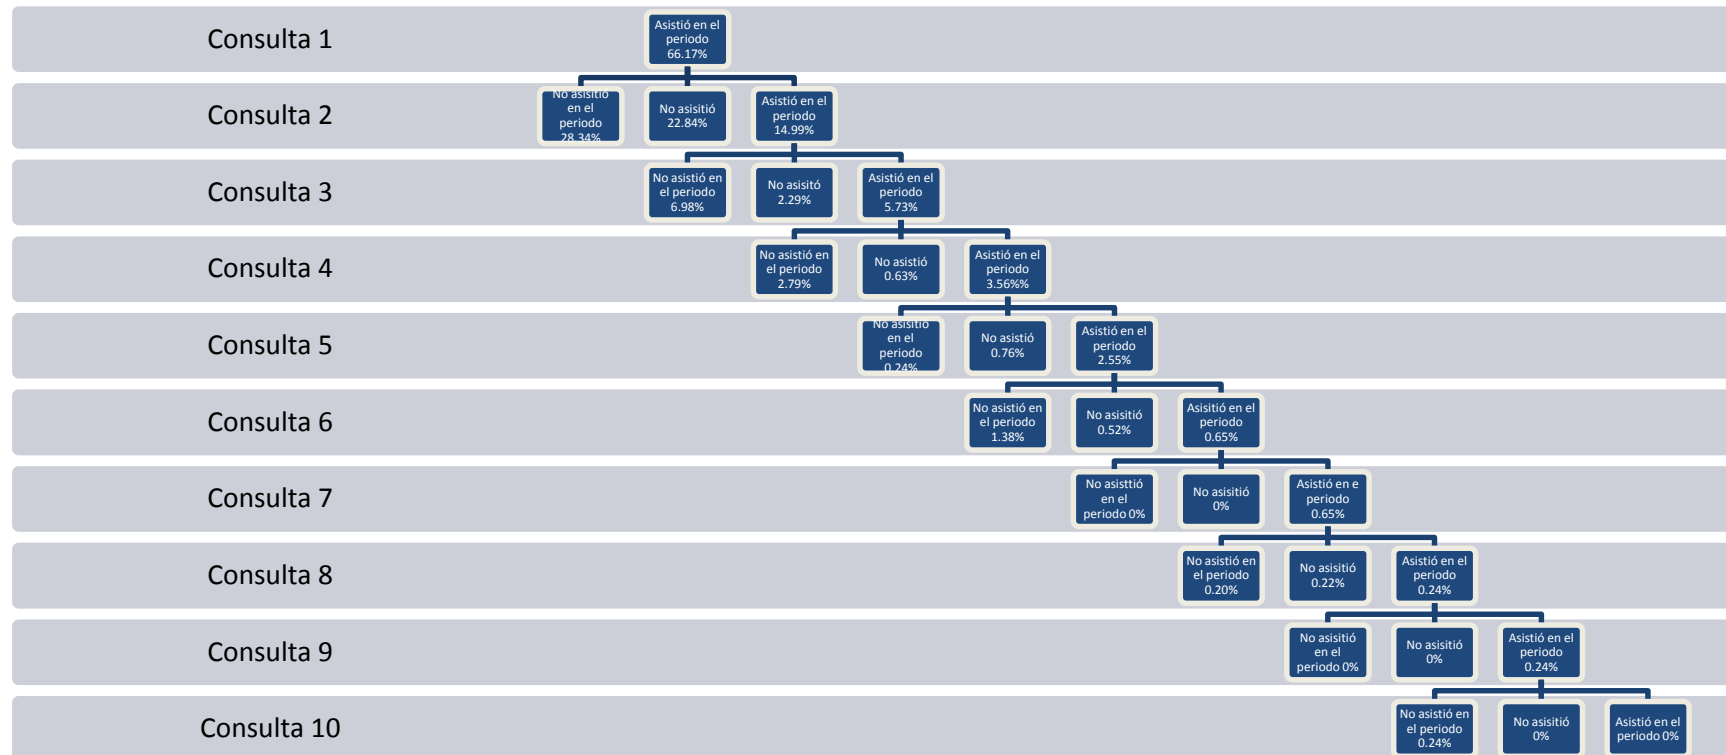 Consulta 1
Asistió en el
periodo
66.17%
Consulta 2
No asisitió
en el
periodo
28.34%
No asisitió
22.84%
Asistió en el
periodo
14.99%
Consulta 3
No asistió en
el periodo
6.98%
No asisitó
2.29%
Asistió en el
periodo
5.73%
Consulta 4
No asistió en
el periodo
2.79%
No asistió
0.63%
Asistió en el
periodo
3.56%%
Consulta 5
No asisitió
en el
periodo
0.24%
No asistió
0.76%
Asistió en el
periodo
2.55%
Consulta 6
No asistió en
el periodo
1.38%
No asisitió
0.52%
Asisitió en el
periodo
0.65%
Consulta 7
No asisttió
en el
periodo 0%
No asisitió
0%
Asistió en e
periodo
0.65%
Consulta 8
No asistió en
el periodo
0.20%
No asisitió
0.22%
Asistió en el
periodo
0.24%
Consulta 9
No asisitió
en el
periodo 0%
No asisitió
0%
Asistió en el
periodo
0.24%
Consulta 10
No asistió en
el periodo
0.24%
No asisitió
0%
Asistió en el
periodo 0%